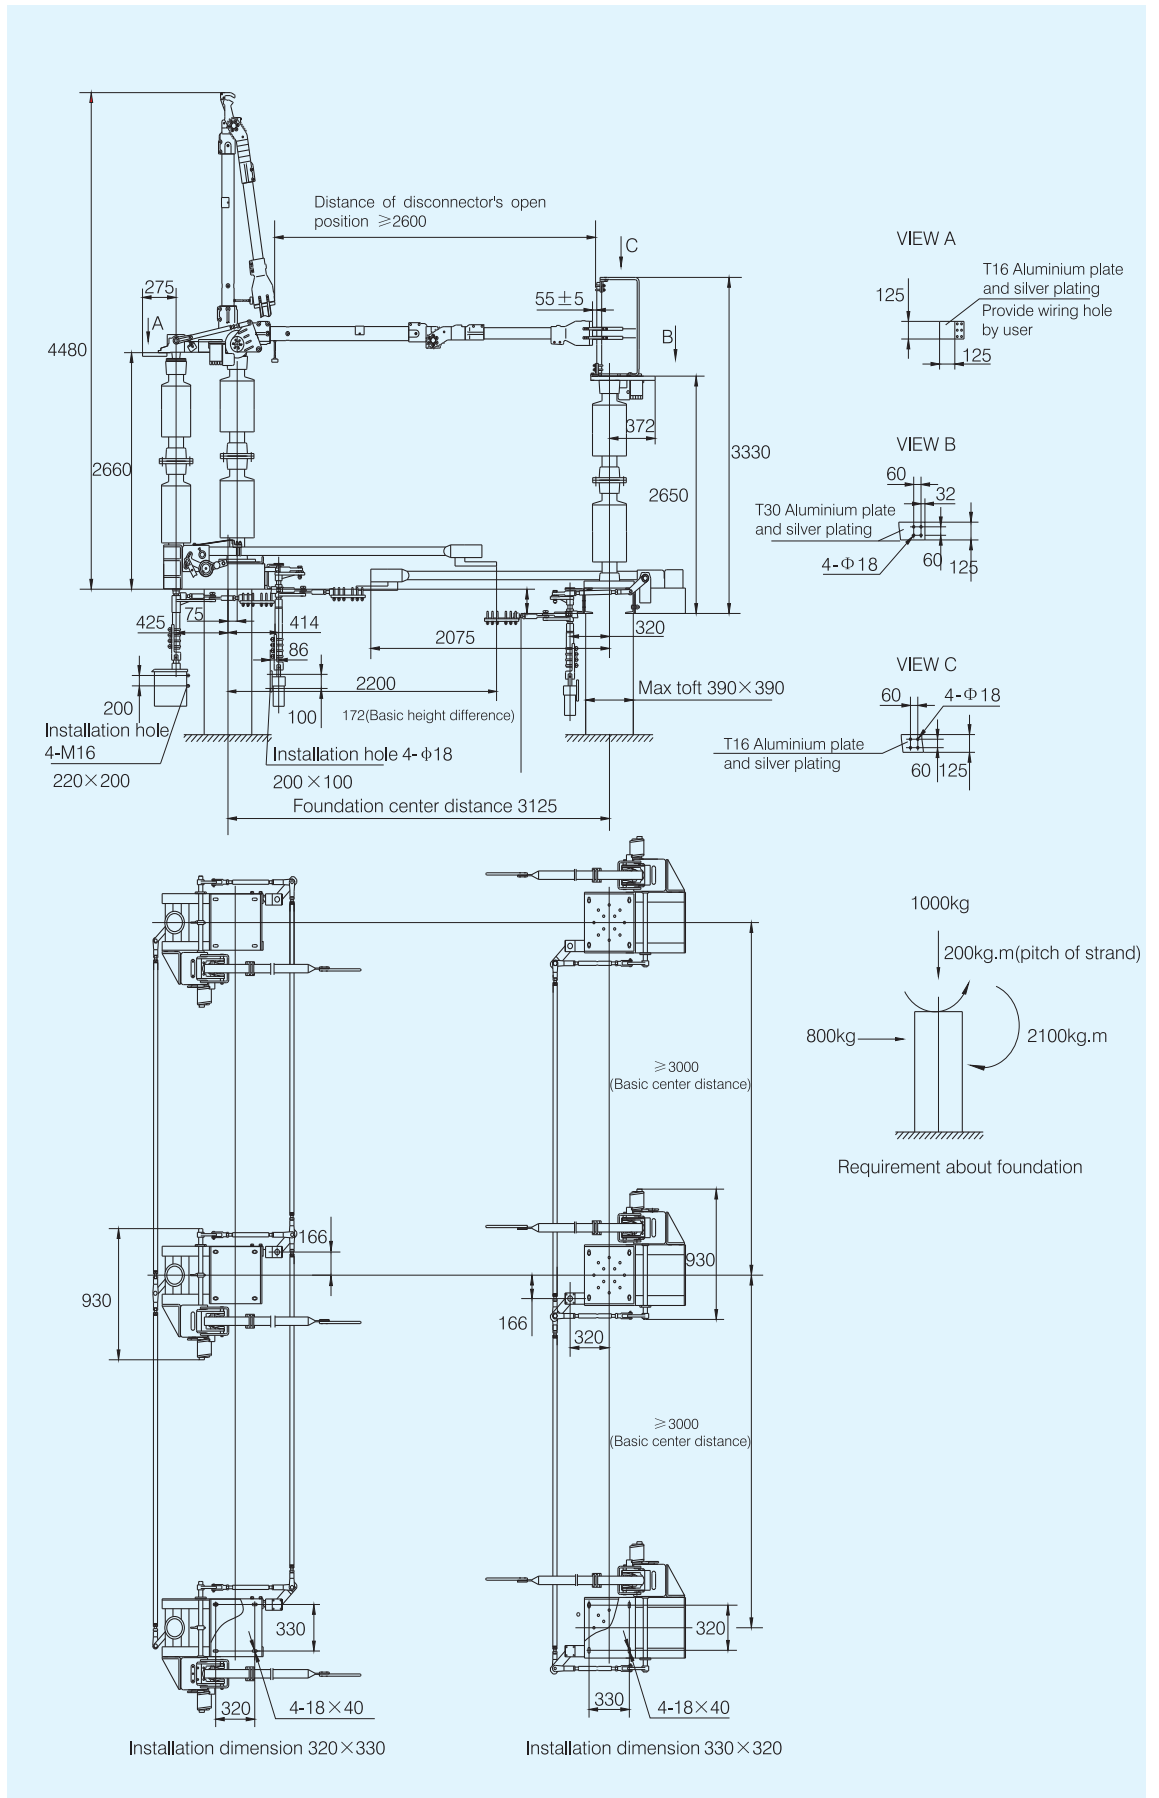 Distance of disconnector's open
position ≥2600
C
275
A
55±5
B
4480
372
2660
3330
2650
75
425
414
320
2075
86
2200
Max toft 390×390
200
100
172(Basic height difference)
Installation hole
4-M16
220×200
Installation hole 4-Φ18
200×100
Foundation center distance 3125
VIEW A
T16 Aluminium plate
and silver plating
125
Provide wiring hole
by user
125
VIEW B
60
32
T30 Aluminium plate
and silver plating
4-Φ18
60
125
VIEW C
60
4-Φ18
T16 Aluminium plate
and silver plating
60
125
1000kg
200kg.m(pitch of strand)
800kg
2100kg.m
Requirement about foundation
≥3000
(Basic center distance)
166
930
930
166
320
≥3000
(Basic center distance)
330
320
320
4-18×40
330
4-18×40
Installation dimension 320×330
Installation dimension 330×320